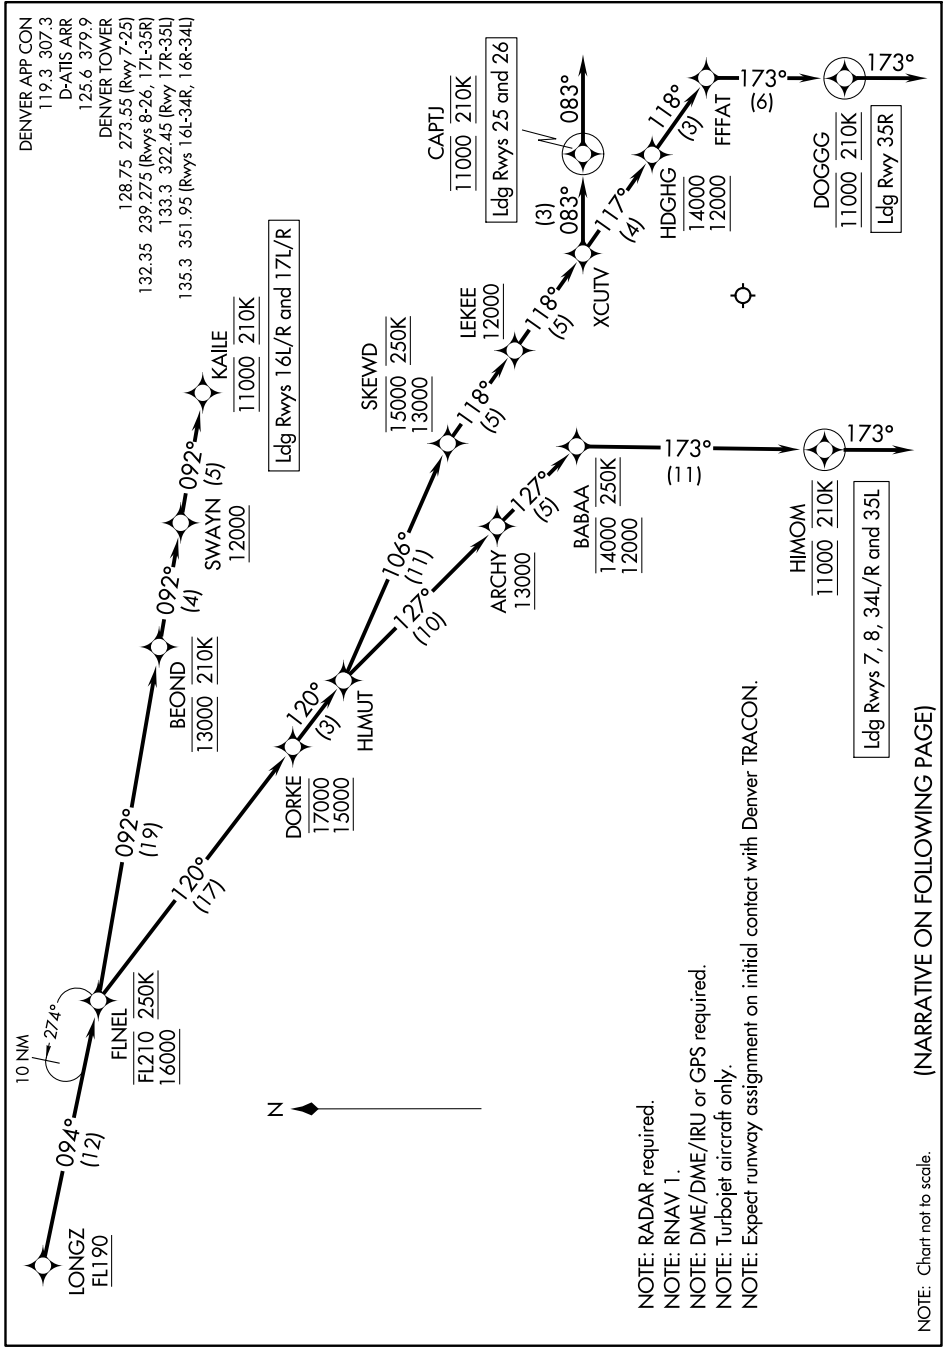 DENVER APP CON
119.3 307.3
D-ATIS ARR
125.6 379.9
DENVER TOWER
128.75 273.55 (Rwy 7-25)
132.35 239.275 (Rwys 8-26, 17L-35R)
133.3 322.45 (Rwy 17R-35L)
135.3 351.95 (Rwys 16L-34R, 16R-34L)
10 NM
274°
LONGZ
FL190
094°
(12)
FLNEL
FL210 250K
16000
092°
(19)
BEOND
13000 210K
092°
(4)
SWAYN
12000
092°
(5)
KAILE
11000 210K
Ldg Rwys 16L/R and 17L/R
120°
(17)
DORKE
17000
15000
120°
(3)
HLMUT
106°
(11)
SKEWD
15000 250K
13000
118°
(5)
LEKEE
12000
118°
(5)
XCUTV
(3)
083°
CAPTJ
11000 210K
Ldg Rwys 25 and 26
083°
117°
(4)
HDGHG
14000
12000
118°
(3)
FFFAT
173°
(6)
DOGGG
11000 210K
Ldg Rwy 35R
173°
127°
(10)
ARCHY
13000
127°
(5)
BABAA
14000 250K
12000
173°
(11)
HIMOM
11000 210K
Ldg Rwys 7, 8, 34L/R and 35L
173°
N
NOTE: RADAR required.
NOTE: RNAV 1.
NOTE: DME/DME/IRU or GPS required.
NOTE: Turbojet aircraft only.
NOTE: Expect runway assignment on initial contact with Denver TRACON.
(NARRATIVE ON FOLLOWING PAGE)
NOTE: Chart not to scale.